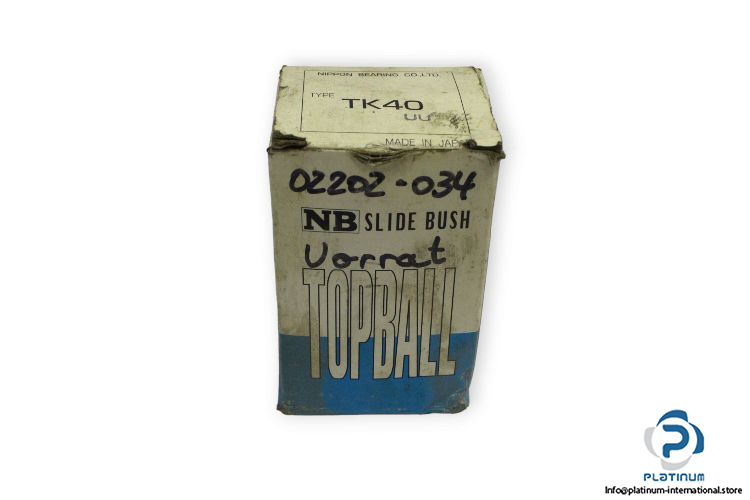 NIPPON BEARING CO.,LTD.
TYPE TK40
UU
MADE IN JAPAN
02202-034
NB SLIDE BUSH
Vorrat
TOPBALL
PLATINUM
Info@platinum-international.store